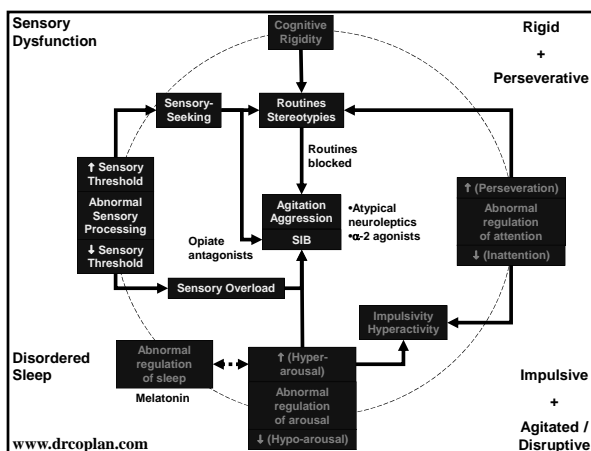 Sensory
Dysfunction
Cognitive
Rigidity
Rigid
+
Perseverative
Sensory-
Seeking
Routines
Stereotypies
Routines
blocked
↑ Sensory
Threshold
Abnormal
Sensory
Processing
↓ Sensory
Threshold
Agitation
Aggression
SIB
•Atypical
neuroleptics
•α-2 agonists
Opiate
antagonists
↑ (Perseveration)
Abnormal
regulation
of attention
↓ (Inattention)
Sensory Overload
Impulsivity
Hyperactivity
Disordered
Sleep
Abnormal
regulation
of sleep
Melatonin
↑ (Hyper-
arousal)
Abnormal
regulation
of arousal
↓ (Hypo-arousal)
Impulsive
+
Agitated /
Disruptive
www.drcoplan.com